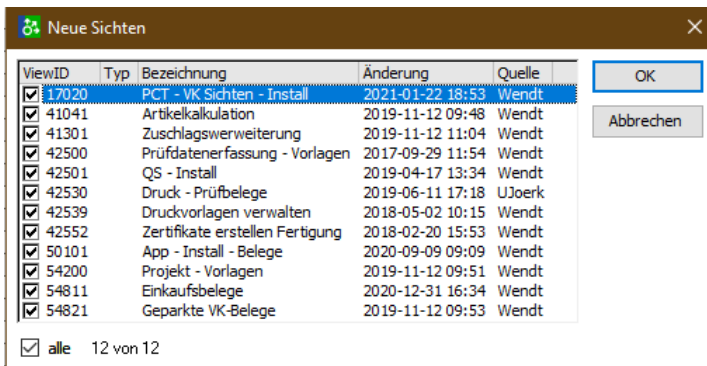 Neue Sichten
ViewID Typ Bezeichnung Änderung Quelle
17020 PCT - VK Sichten - Install 2021-01-22 18:53 Wendt
41041 Artikelkalkulation 2019-11-12 09:48 Wendt
41301 Zuschlagswerweiterung 2019-11-12 11:04 Wendt
42500 Prüfdatenerfassung - Vorlagen 2017-09-29 11:54 Wendt
42501 QS - Install 2019-04-17 13:34 Wendt
42530 Druck - Prüfbelege 2019-06-11 17:18 UJoerk
42539 Druckvorlagen verwalten 2018-05-02 10:15 Wendt
42552 Zertifikate erstellen Fertigung 2018-02-20 15:53 Wendt
50101 App - Install - Belege 2020-09-09 09:09 Wendt
54200 Projekt - Vorlagen 2019-11-12 09:51 Wendt
54811 Einkaufsbelege 2020-12-31 16:34 Wendt
54821 Geparkte VK-Belege 2019-11-12 09:53 Wendt
OK
Abbrechen
alle 12 von 12